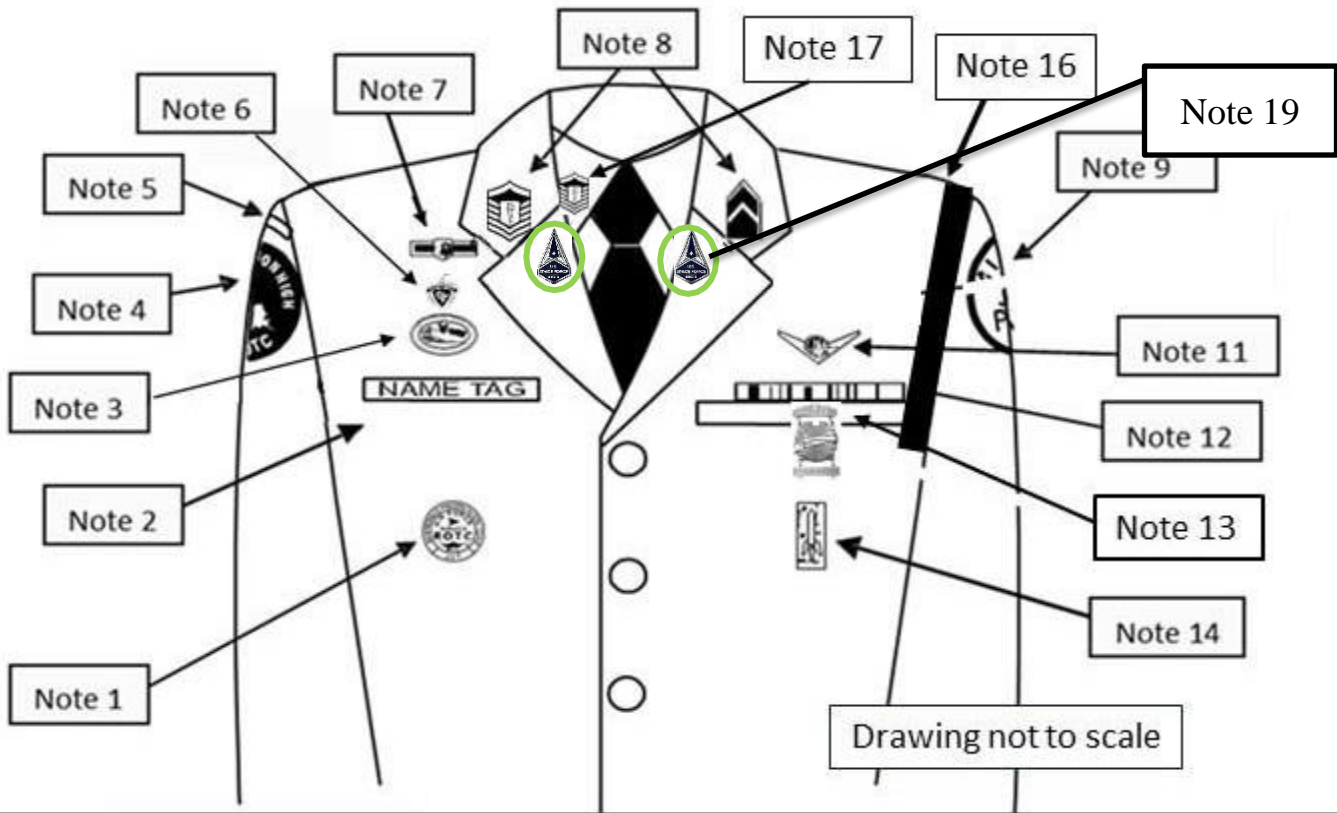 Note 8
Note 17
Note 16
Note 19
Note 7
Note 6
Note 5
Note 9
Note 4
Note 3
NAME TAG
Note 11
Note 12
Note 2
Note 13
ROTC
Note 14
Note 1
Drawing not to scale